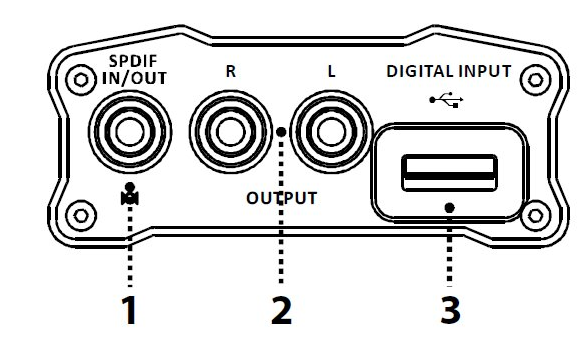 SPDIF
IN/OUT
R
L
DIGITAL INPUT
OUTPUT
1
2
3